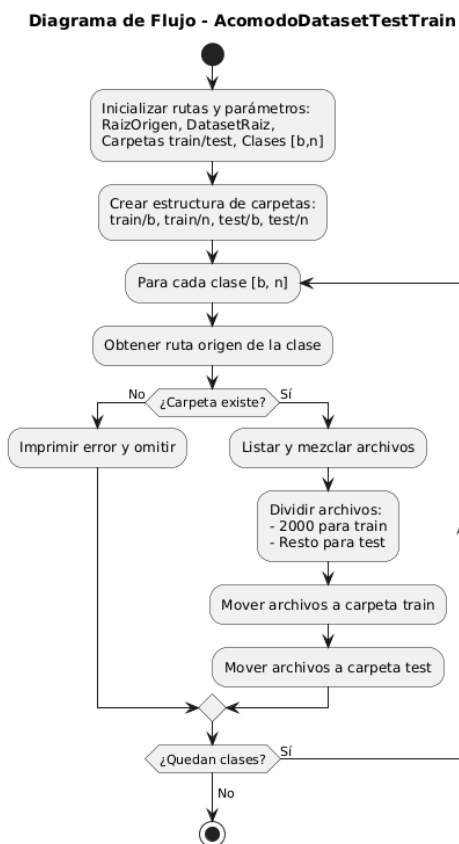 Diagrama de Flujo - AcomodoDatasetTestTrain
Inicializar rutas y parámetros:
RaizOrigen, DatasetRaiz,
Carpetas train/test, Clases [b,n]
Crear estructura de carpetas:
train/b, train/n, test/b, test/n
Para cada clase [b, n]
Obtener ruta origen de la clase
¿Carpeta existe?
No
Sí
Imprimir error y omitir
Listar y mezclar archivos
Dividir archivos:
- 2000 para train
- Resto para test
Mover archivos a carpeta train
Mover archivos a carpeta test
¿Quedan clases?
Sí
No